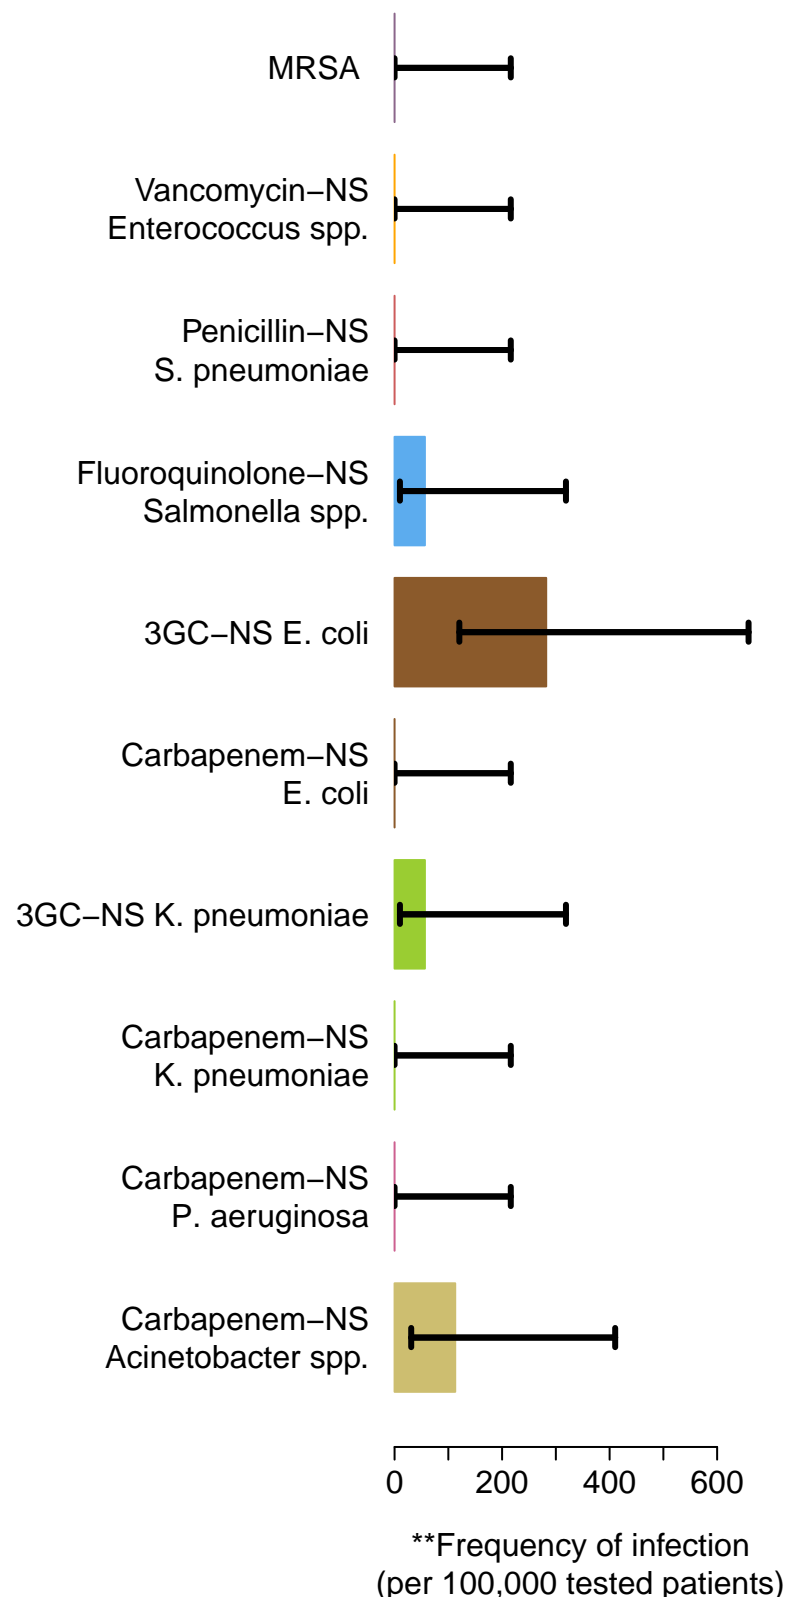 MRSA
Vancomycin−NS
Enterococcus spp.
Penicillin−NS
S. pneumoniae
Fluoroquinolone−NS
Salmonella spp.
3GC−NS E. coli
Carbapenem−NS
E. coli
3GC−NS K. pneumoniae
Carbapenem−NS
K. pneumoniae
Carbapenem−NS
P. aeruginosa
Carbapenem−NS
Acinetobacter spp.
0 200 400 600
**Frequency of infection
(per 100,000 tested patients)